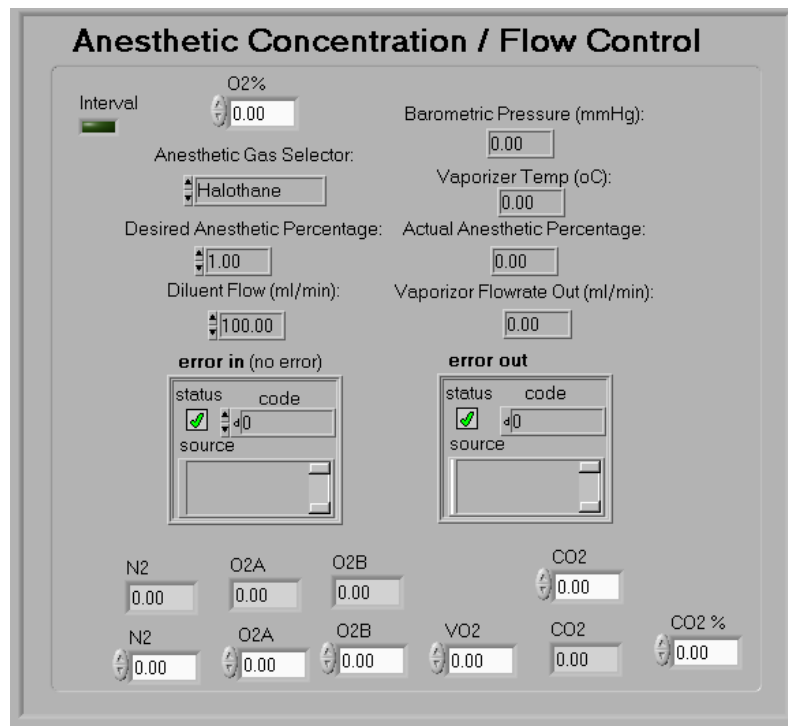 Anesthetic Concentration / Flow Control
O2%
Interval
0.00
Barometric Pressure (mmHg):
0.00
Anesthetic Gas Selector:
Halothane
Vaporizer Temp (oC):
0.00
Desired Anesthetic Percentage:
Actual Anesthetic Percentage:
1.00
0.00
Diluent Flow (ml/min):
Vaporizor Flowrate Out (ml/min):
100.00
0.00
error in (no error)
error out
status code
d0
source
status code
d0
source
N2 O2A O2B CO2
0.00 0.00 0.00 0.00
N2 O2A O2B VO2 CO2 CO2 %
0.00 0.00 0.00 0.00 0.00 0.00